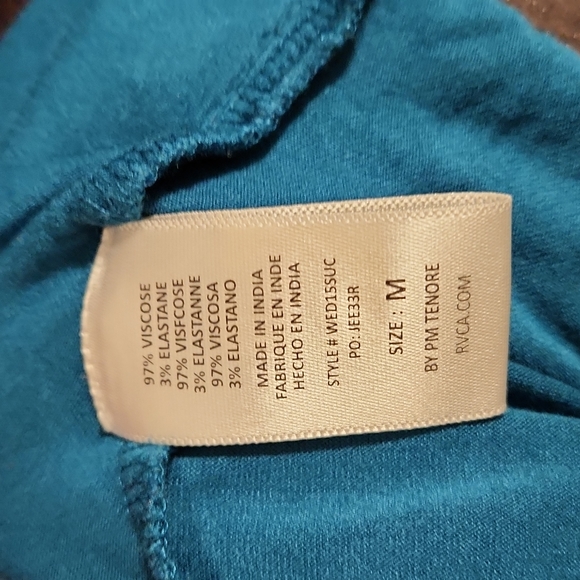 97% VISCOSE
3% ELASTANE
97% VISFCOSE
3% ELASTANNE
97% VISCOSA
3% ELASTANO
MADE IN INDIA
FABRIQUE EN INDE
HECHO EN INDIA
STYLE # WED15SUC
PO: JEE33R
SIZE : M
BY PM TENORE
RVCA.COM